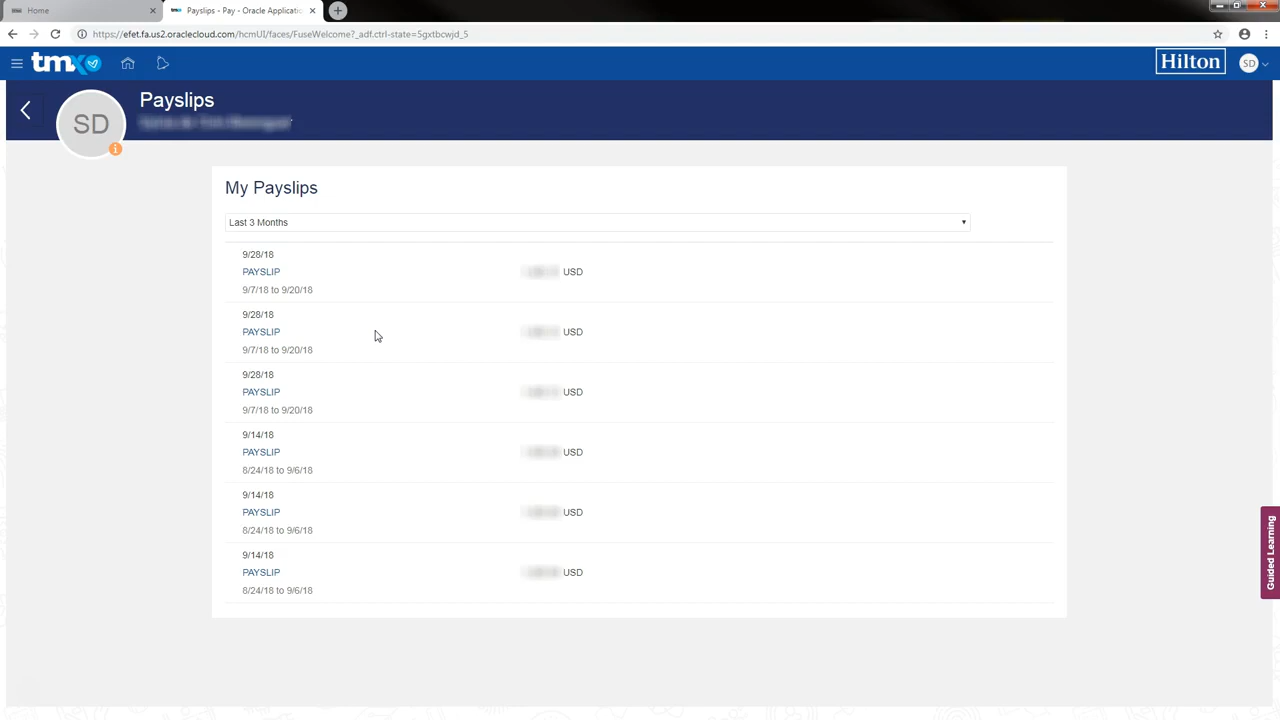 Home
Payslips - Pay - Oracle Applicatio
https://efet.fa.us2.oraclecloud.com/hcmUI/faces/FuseWelcome?_adf.ctrl-state=5gxtbcwjd_5
tmx
Hilton
SD
SD
Payslips
My Payslips
Last 3 Months
9/28/18
PAYSLIP USD
9/7/18 to 9/20/18
9/28/18
PAYSLIP USD
9/7/18 to 9/20/18
9/28/18
PAYSLIP USD
9/7/18 to 9/20/18
9/14/18
PAYSLIP USD
8/24/18 to 9/6/18
9/14/18
PAYSLIP USD
8/24/18 to 9/6/18
9/14/18
PAYSLIP USD
8/24/18 to 9/6/18
Guided Learning